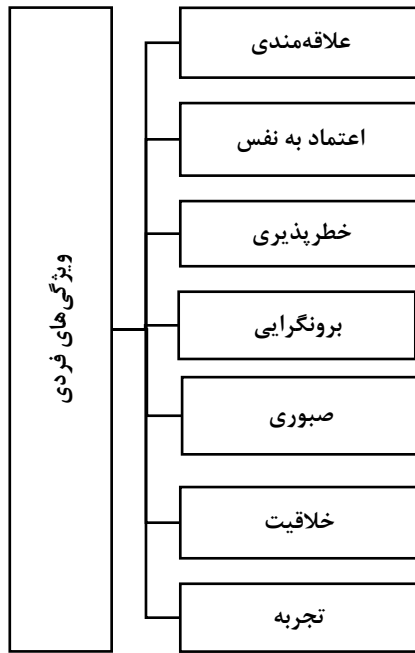 ویژگی‌های فردی
علاقه‌مندی
اعتماد به نفس
خطرپذیری
برونگرایی
صبوری
خلاقیت
تجربه